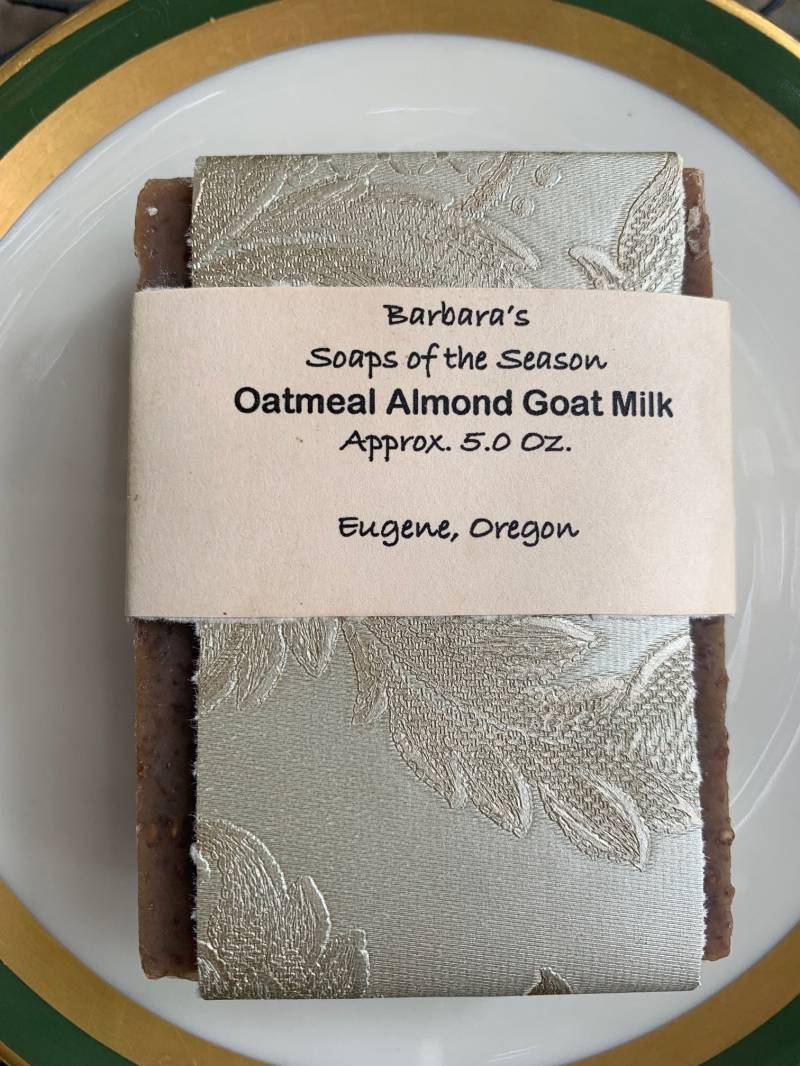 Barbara's
Soaps of the Season
Oatmeal Almond Goat Milk
Approx. 5.0 Oz.
Eugene, Oregon